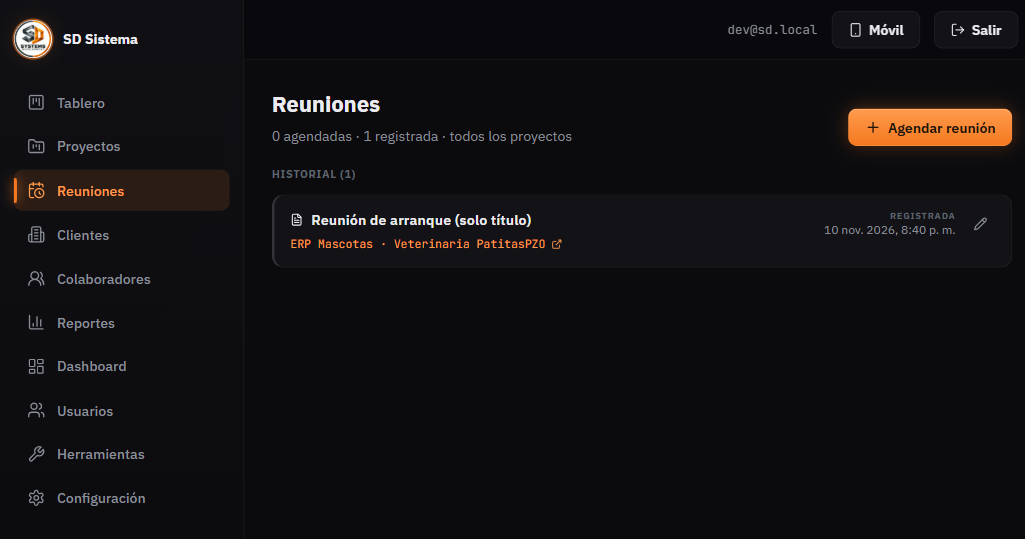 SD SYSTEMS
SD Sistema
dev@sd.local
Móvil
Salir
Tablero
Proyectos
Reuniones
Clientes
Colaboradores
Reportes
Dashboard
Usuarios
Herramientas
Configuración
Reuniones
0 agendadas · 1 registrada · todos los proyectos
+ Agendar reunión
HISTORIAL (1)
Reunión de arranque (solo título)
ERP Mascotas · Veterinaria PatitasPZO
REGISTRADA
10 nov. 2026, 8:40 p. m.